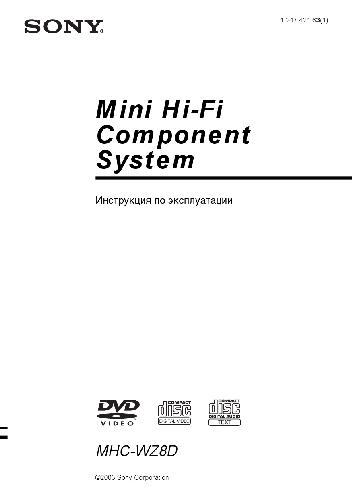 SONY
Mini Hi-Fi
Component
System
Инструкция по эксплуатации
DVD
VIDEO
COMPACT
disc
DIGITAL VIDEO
COMPACT
disc
DIGITAL AUDIO
TEXT
MHC-WZ8D
Sony Corporation